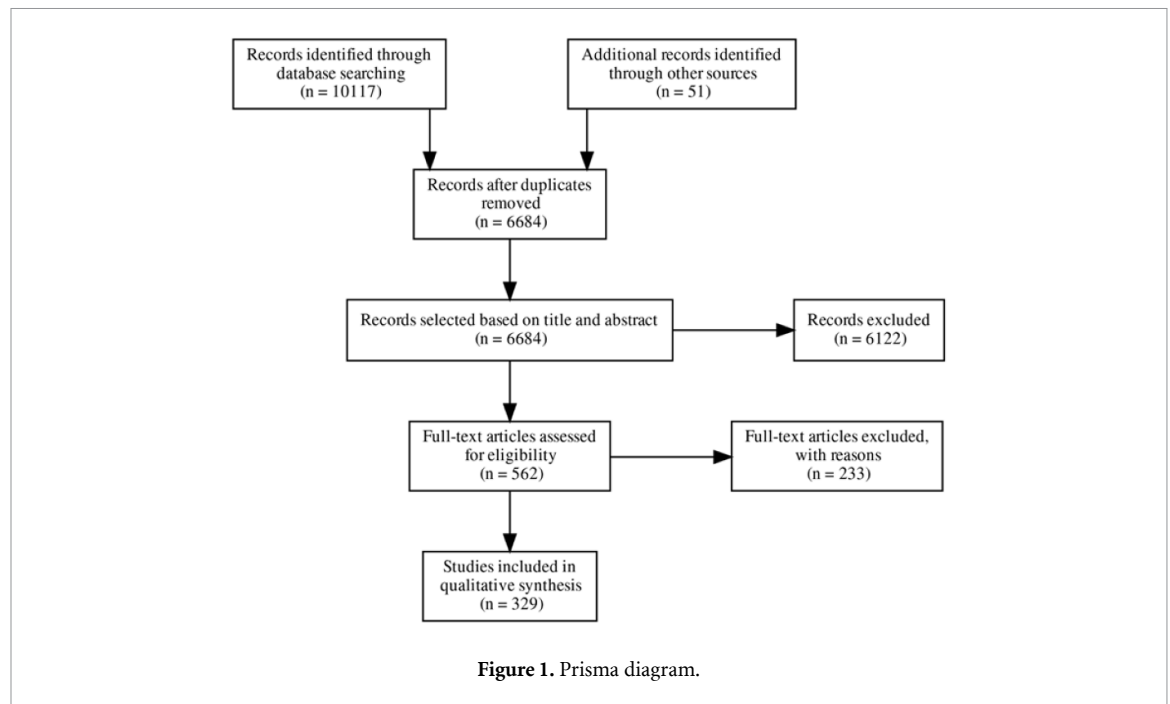 Records identified through
database searching
(n = 10117)
Additional records identified
through other sources
(n = 51)
Records after duplicates
removed
(n = 6684)
Records selected based on title and abstract
(n = 6684)
Records excluded
(n = 6122)
Full-text articles assessed
for eligibility
(n = 562)
Full-text articles excluded,
with reasons
(n = 233)
Studies included in
qualitative synthesis
(n = 329)
Figure 1. Prisma diagram.